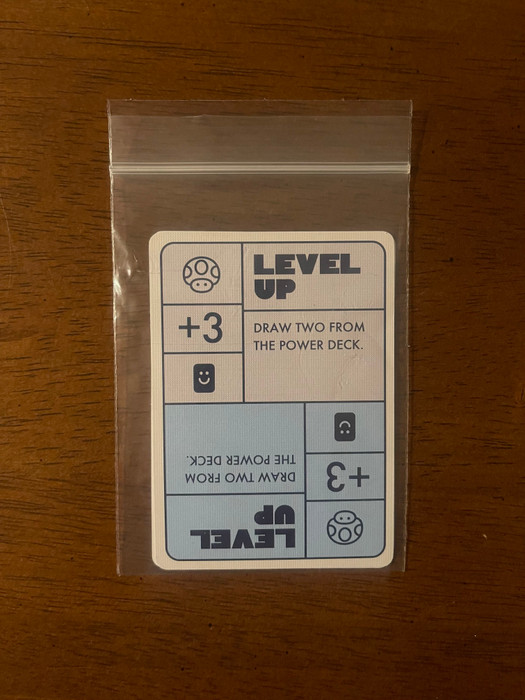 LEVEL
UP
+3
DRAW TWO FROM
THE POWER DECK.
LEVEL
UP
+3
DRAW TWO FROM
THE POWER DECK.